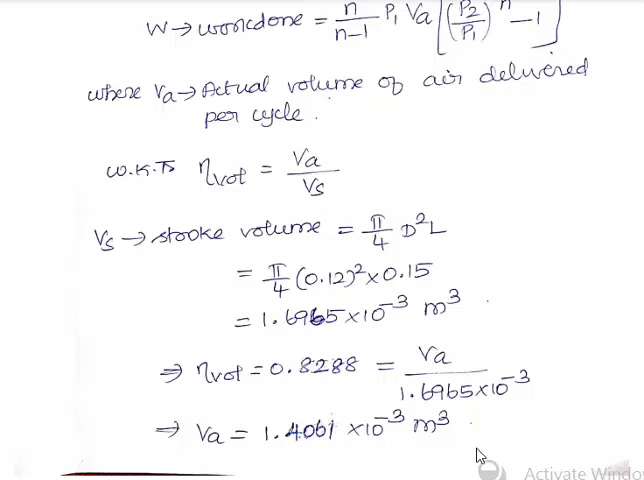 W → workdone = n/n-1 P₁ Va [(P₂/P₁)ⁿ - 1]
where Va → Actual volume of air delivered
per cycle.
W.K.T ηvol = Va/Vs
Vs → stroke volume = π/4 D²L
= π/4 (0.12)² × 0.15
= 1.6965 × 10⁻³ m³.
⇒ ηvol = 0.8288 = Va/1.6965 × 10⁻³
⇒ Va = 1.4061 × 10⁻³ m³.
Activate Window